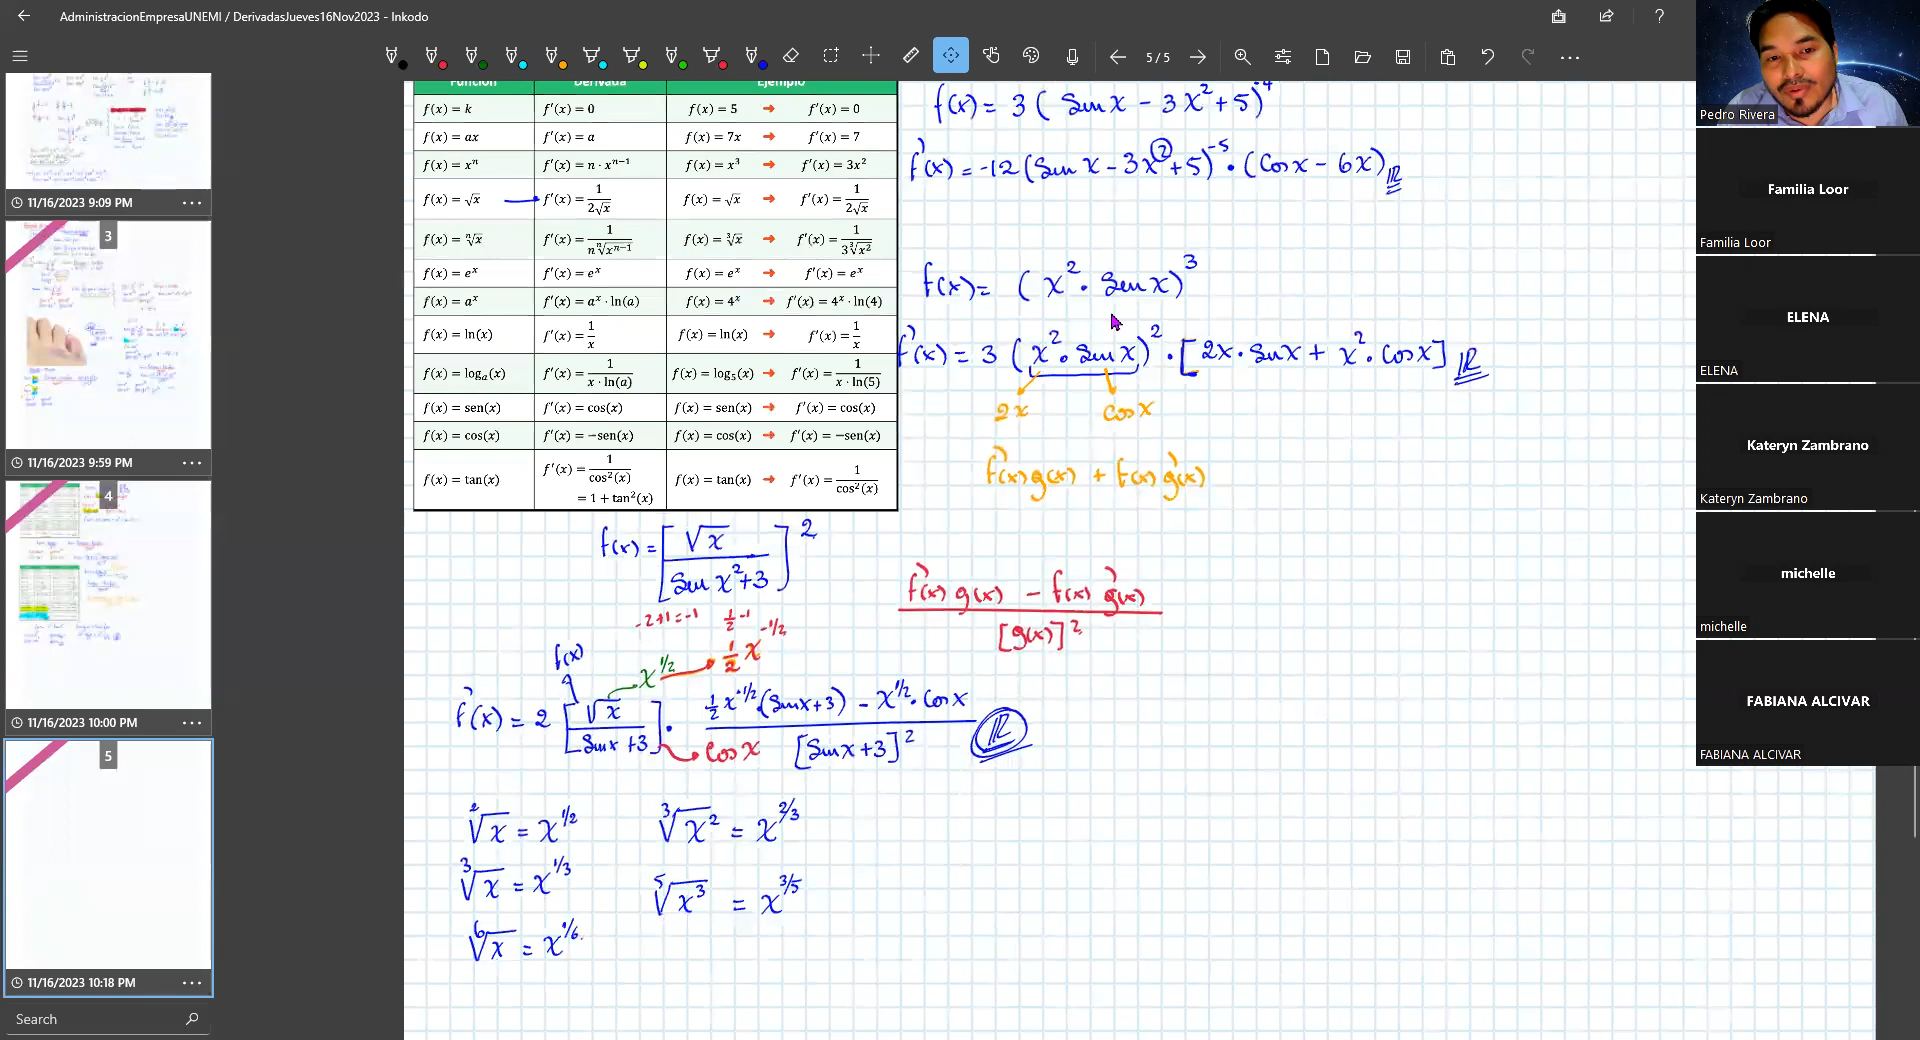 AdministracionEmpresaUNEMI / DerivadasJueves16Nov2023 - Inkodo
5 / 5
11/16/2023 9:09 PM
3
11/16/2023 9:59 PM
4
11/16/2023 10:00 PM
5
11/16/2023 10:18 PM
Search
Función Derivada Ejemplo
f(x) = k f'(x) = 0 f(x) = 5 ➜ f'(x) = 0
f(x) = ax f'(x) = a f(x) = 7x ➜ f'(x) = 7
f(x) = xⁿ f'(x) = n · xⁿ⁻¹ f(x) = x³ ➜ f'(x) = 3x²
f(x) = √x f'(x) = 1/(2√x) f(x) = √x ➜ f'(x) = 1/(2√x)
f(x) = ⁿ√x f'(x) = 1/(n ⁿ√xⁿ⁻¹) f(x) = ³√x ➜ f'(x) = 1/(3 ³√x²)
f(x) = eˣ f'(x) = eˣ f(x) = eˣ ➜ f'(x) = eˣ
f(x) = aˣ f'(x) = aˣ · ln(a) f(x) = 4ˣ ➜ f'(x) = 4ˣ · ln(4)
f(x) = ln(x) f'(x) = 1/x f(x) = ln(x) ➜ f'(x) = 1/x
f(x) = logₐ(x) f'(x) = 1/(x · ln(a)) f(x) = log₅(x) ➜ f'(x) = 1/(x · ln(5))
f(x) = sen(x) f'(x) = cos(x) f(x) = sen(x) ➜ f'(x) = cos(x)
f(x) = cos(x) f'(x) = −sen(x) f(x) = cos(x) ➜ f'(x) = −sen(x)
f(x) = tan(x) f'(x) = 1/cos²(x) = 1 + tan²(x) f(x) = tan(x) ➜ f'(x) = 1/cos²(x)
f(x) = 3 ( Sen x − 3x² + 5 )⁻⁴
f'(x) = -12 (Sen x − 3x² + 5)⁻⁵ · (Cos x − 6x) R
f(x) = ( x² · Sen x )³
f'(x) = 3 ( x² · Sen x )² · [ 2x · Sen x + x² · Cos x ] R
2x Cos x
f'(x) g(x) + f(x) g'(x)
f(x) = [ √x / Sen x² + 3 ]²
f'(x) g(x) − f(x) g'(x) / [g(x)]²
-2+1=-1 1/2 -1
f(x) x^1/2 1/2 x^-1/2
f'(x) = 2 [ √x / Sen x + 3 ] · 1/2 x^-1/2 · (Sen x + 3) − x^1/2 · Cos x / [Sen x + 3]² R
Cos x
²√x = x^1/2 ³√x² = x^2/3
³√x = x^1/3 ⁵√x³ = x^3/5
⁶√x = x^1/6
Pedro Rivera
Familia Loor
Familia Loor
ELENA
ELENA
Kateryn Zambrano
Kateryn Zambrano
michelle
michelle
FABIANA ALCIVAR
FABIANA ALCIVAR